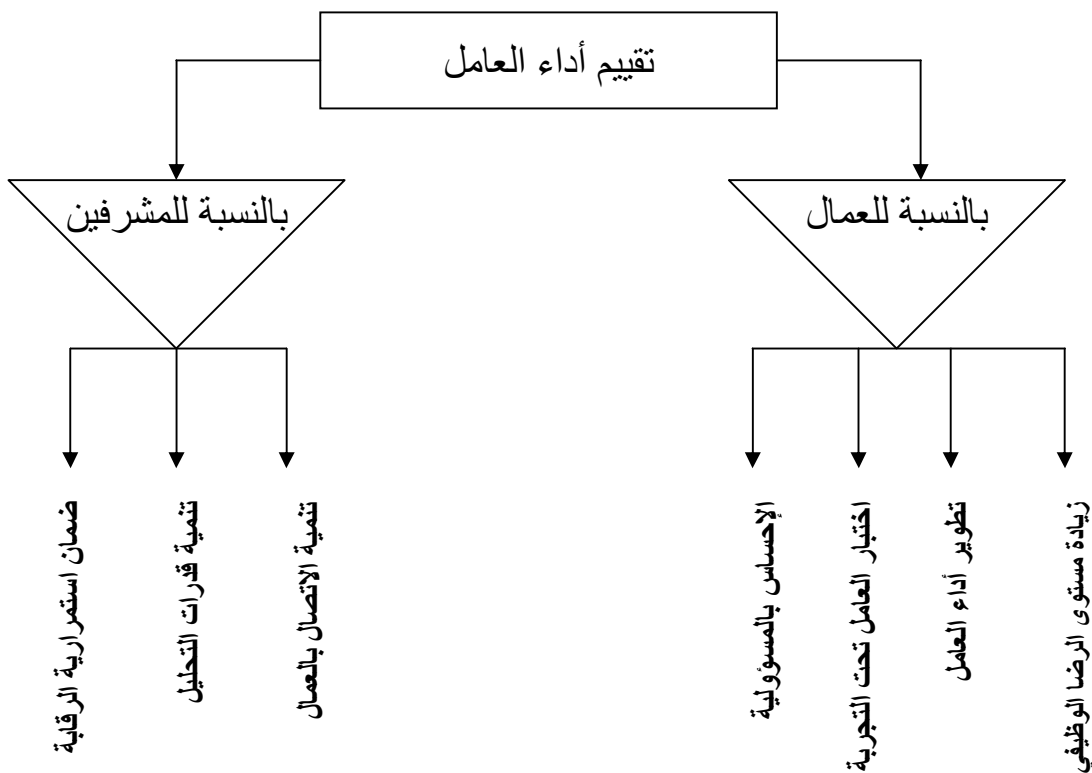 تقييم أداء العامل
بالنسبة للعمال
بالنسبة للمشرفين
زيادة مستوى الرضا الوظيفي
تطوير أداء العامل
اختبار العامل تحت التجربة
الإحساس بالمسؤولية
تنمية الاتصال بالعمال
تنمية قدرات التحليل
ضمان استمرارية الرقابة